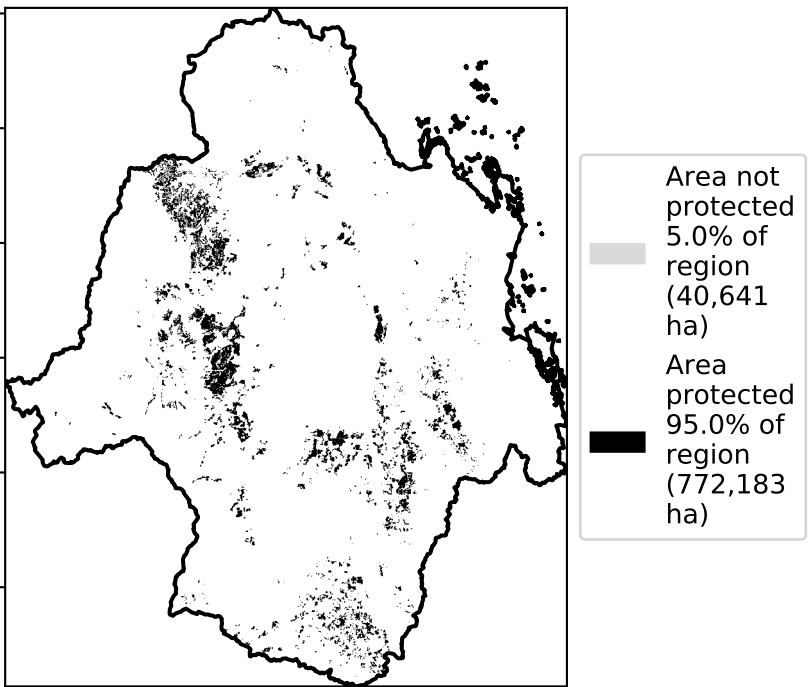 Area not
protected
5.0% of
region
(40,641
ha)
Area
protected
95.0% of
region
(772,183
ha)